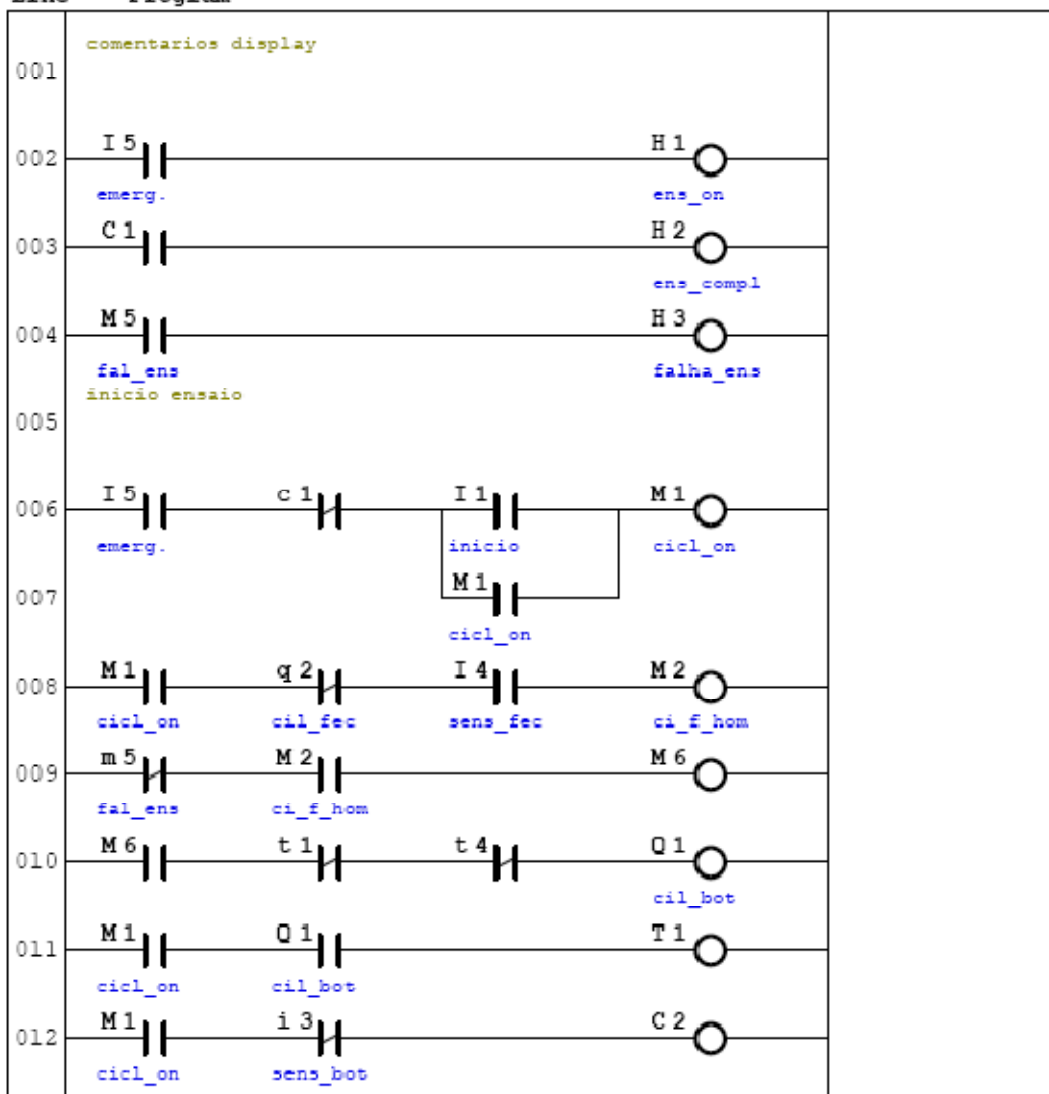 comentarios display
001
I 5 H 1
002
emerg. ens_on
C 1 H 2
003
ens_compl
M 5 H 3
004
fal_ens falha_ens
inicio ensaio
005
I 5 c 1 I 1 M 1
006
emerg. inicio cicl_on
M 1
007
cicl_on
M 1 q 2 I 4 M 2
008
cicl_on cil_fec sens_fec ci_f_hom
m 5 M 2 M 6
009
fal_ens ci_f_hom
M 6 t 1 t 4 Q 1
010
cil_bot
M 1 Q 1 T 1
011
cicl_on cil_bot
M 1 i 3 C 2
012
cicl_on sens_bot